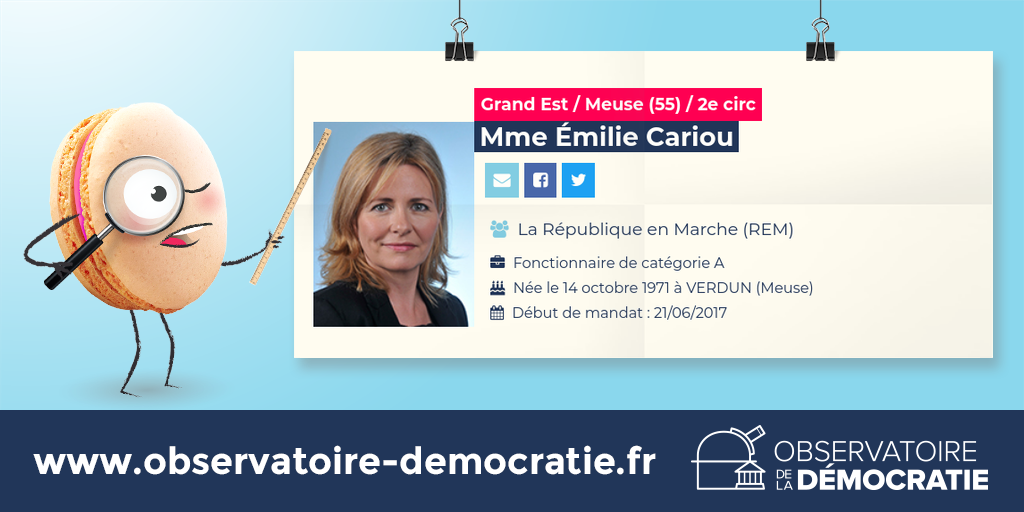 Grand Est / Meuse (55) / 2e circ
Mme Émilie Cariou
La République en Marche (REM)
Fonctionnaire de catégorie A
Née le 14 octobre 1971 à VERDUN (Meuse)
Début de mandat : 21/06/2017
www.observatoire-democratie.fr
OBSERVATOIRE
DE LA DÉMOCRATIE